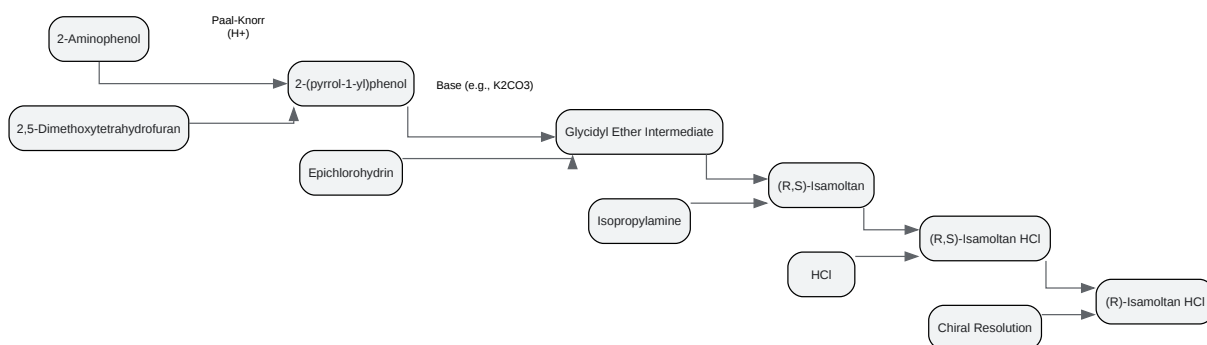 Paal-Knorr
(H+)
2-Aminophenol
2-(pyrrol-1-yl)phenol
Base (e.g., K2CO3)
2,5-Dimethoxytetrahydrofuran
Glycidyl Ether Intermediate
Epichlorohydrin
(R,S)-Isamoltan
Isopropylamine
(R,S)-Isamoltan HCl
HCl
(R)-Isamoltan HCl
Chiral Resolution